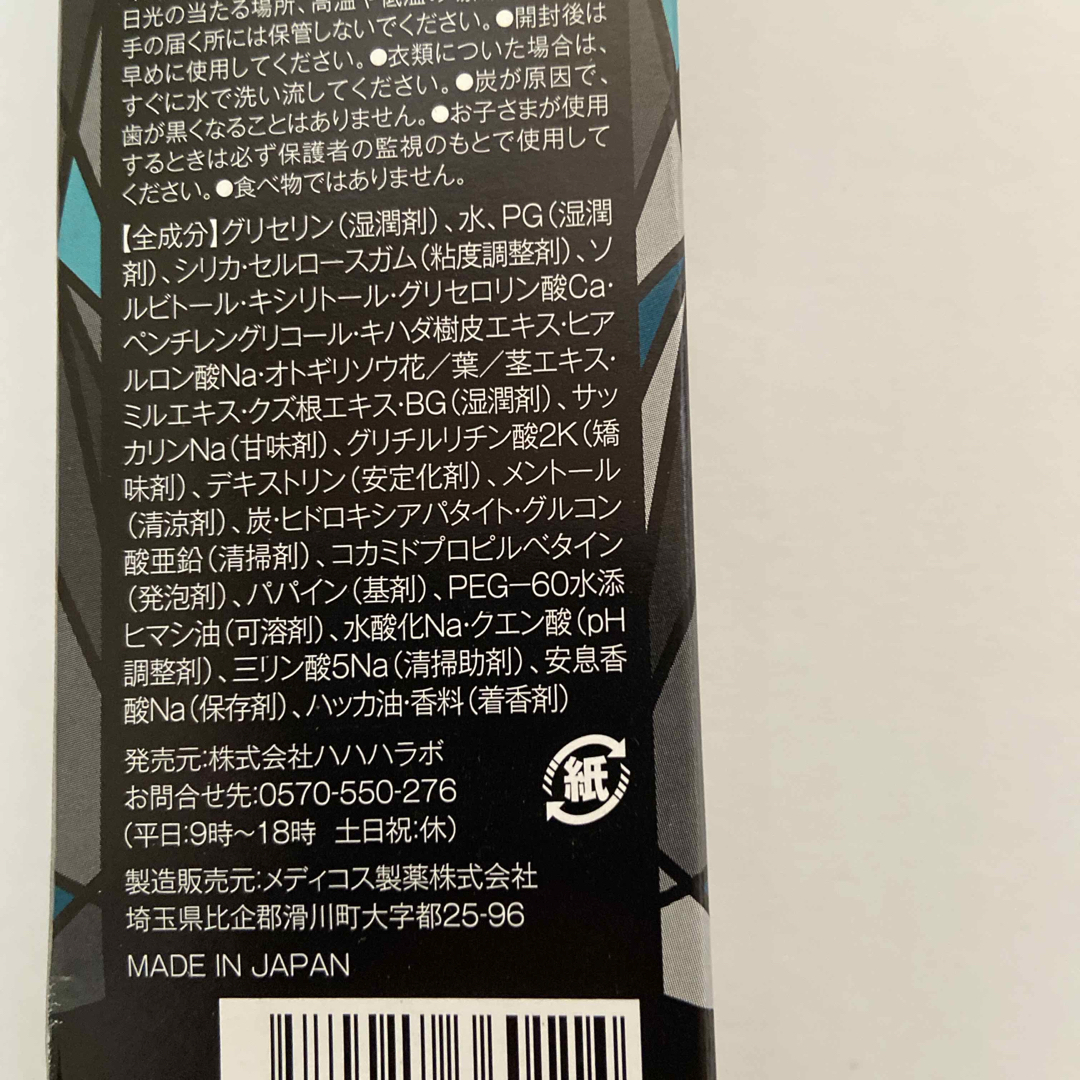 日光の当たる場所、高温や低温の
手の届く所には保管しないでください。●開封後は
早めに使用してください。●衣類についた場合は、
すぐに水で洗い流してください。●炭が原因で、
歯が黒くなることはありません。●お子さまが使用
するときは必ず保護者の監視のもとで使用して
ください。●食べ物ではありません。
【全成分】グリセリン(湿潤剤)、水、PG(湿潤
剤)、シリカ・セルロースガム(粘度調整剤)、ソ
ルビトール・キシリトール・グリセロリン酸Ca・
ペンチレングリコール・キハダ樹皮エキス・ヒア
ルロン酸Na・オトギリソウ花/葉/茎エキス・
ミルエキス・クズ根エキス・BG(湿潤剤)、サッ
カリンNa(甘味剤)、グリチルリチン酸2K(矯
味剤)、デキストリン(安定化剤)、メントール
(清涼剤)、炭・ヒドロキシアパタイト・グルコン
酸亜鉛(清掃剤)、コカミドプロピルベタイン
(発泡剤)、パパイン(基剤)、PEG-60水添
ヒマシ油(可溶剤)、水酸化Na・クエン酸(pH
調整剤)、三リン酸5Na(清掃助剤)、安息香
酸Na(保存剤)、ハッカ油・香料(着香剤)
発売元:株式会社ハハハラボ
お問合せ先:0570-550-276
(平日:9時~18時 土日祝:休)
紙
製造販売元:メディコス製薬株式会社
埼玉県比企郡滑川町大字都25-96
MADE IN JAPAN